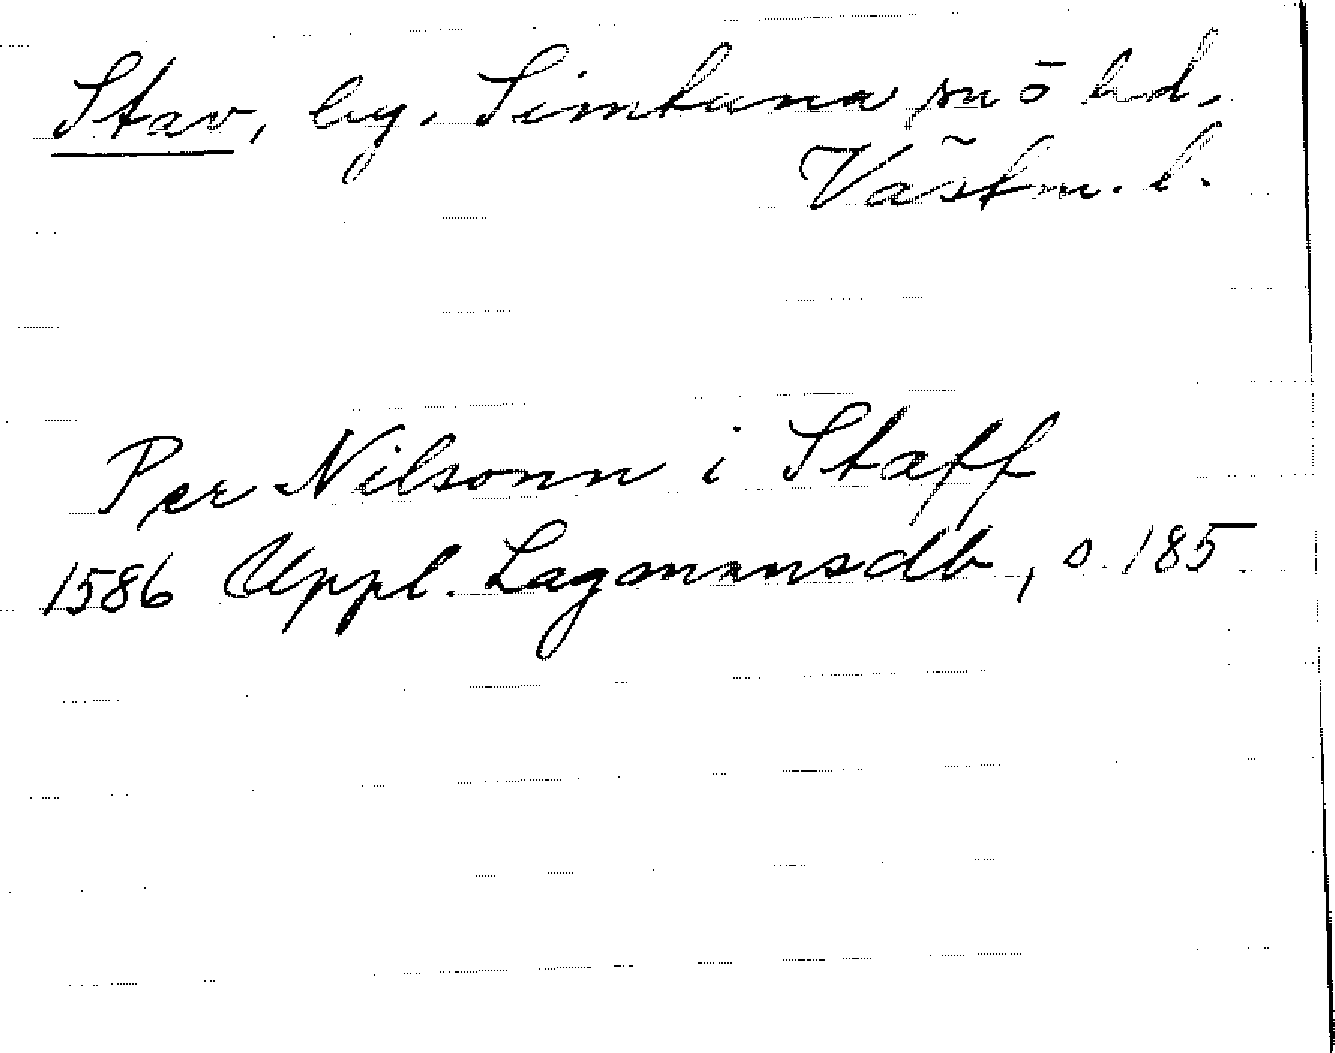 Stav, by. Simtuna sn ō hd.
Västm. l.
Per Nilsonn i Staff
1586 Uppl. Lagmansdb, s. 185